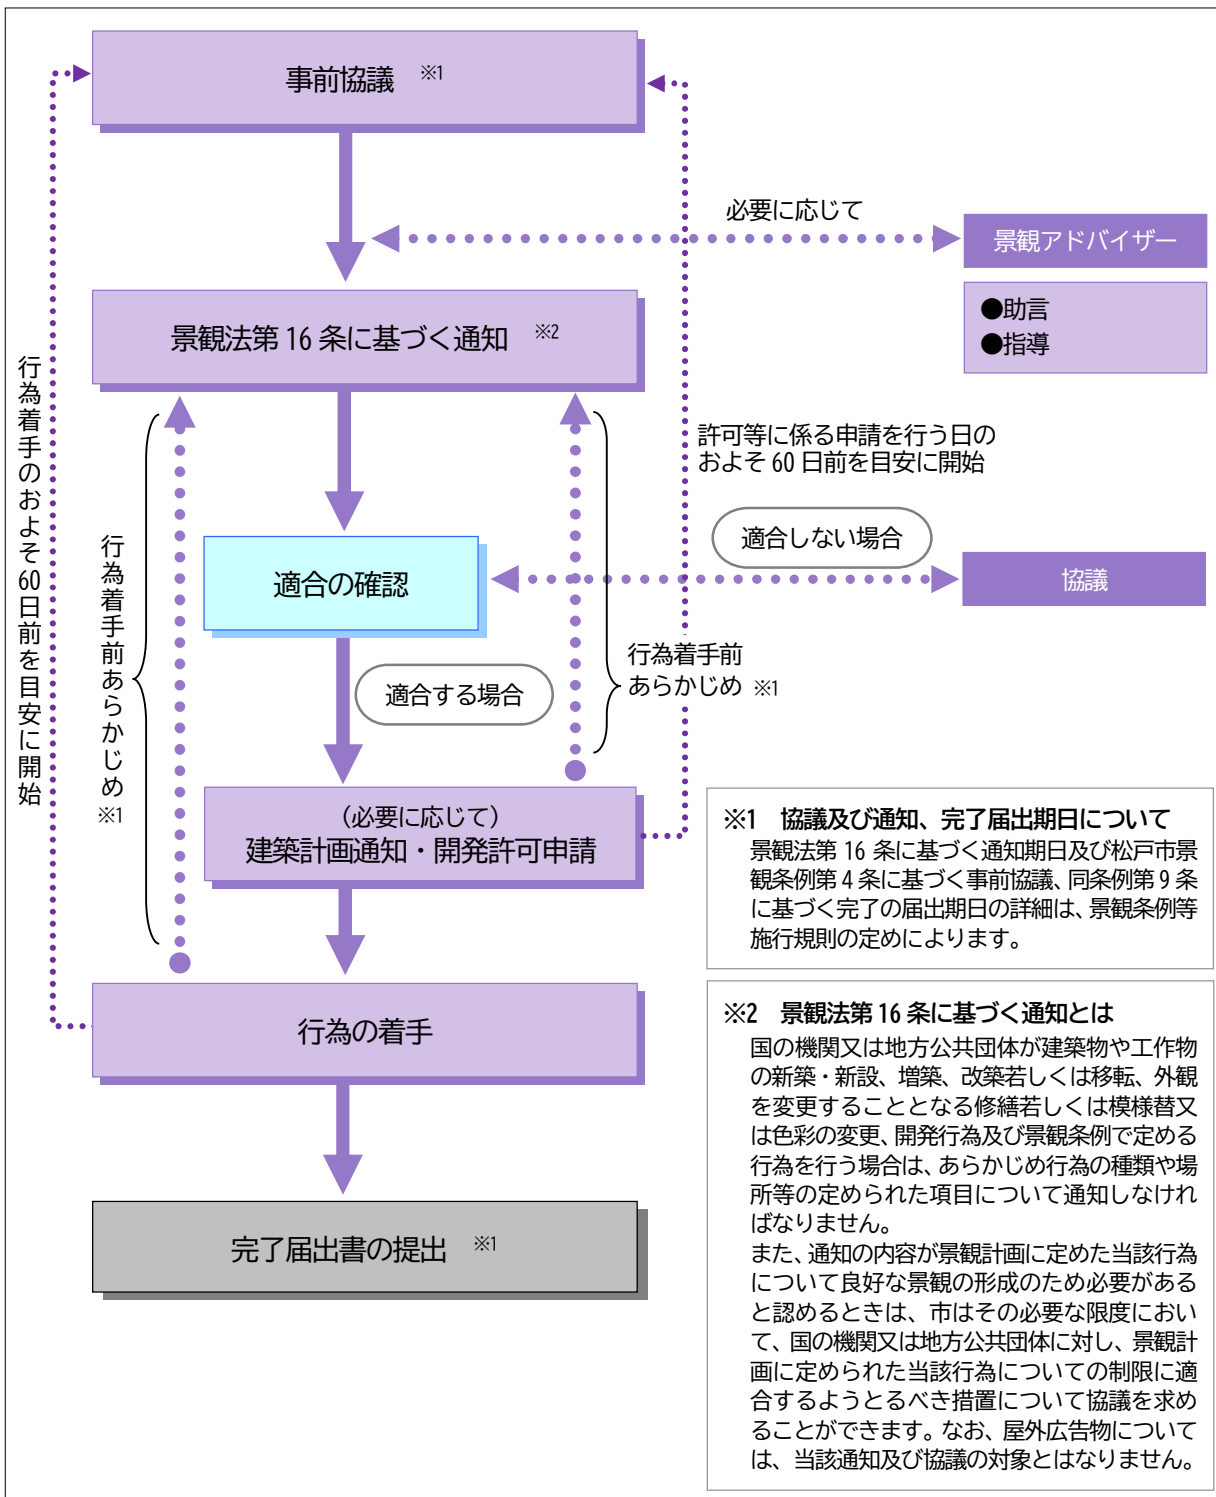 事前協議 ※1
必要に応じて
景観アドバイザー
●助言
●指導
景観法第 16 条に基づく通知 ※2
行為着手のおよそ60日前を目安に開始
許可等に係る申請を行う日の
およそ 60 日前を目安に開始
行為着手前あらかじめ※1
適合しない場合
適合の確認
協議
行為着手前
あらかじめ ※1
適合する場合
(必要に応じて)
建築計画通知・開発許可申請
行為の着手
完了届出書の提出 ※1
※1 協議及び通知、完了届出期日について
景観法第 16 条に基づく通知期日及び松戸市景
観条例第 4 条に基づく事前協議、同条例第 9 条
に基づく完了の届出期日の詳細は、景観条例等
施行規則の定めによります。
※2 景観法第 16 条に基づく通知とは
国の機関又は地方公共団体が建築物や工作物
の新築・新設、増築、改築若しくは移転、外観
を変更することとなる修繕若しくは模様替又
は色彩の変更、開発行為及び景観条例で定める
行為を行う場合は、あらかじめ行為の種類や場
所等の定められた項目について通知しなけれ
ばなりません。
また、通知の内容が景観計画に定めた当該行為
について良好な景観の形成のため必要がある
と認めるときは、市はその必要な限度におい
て、国の機関又は地方公共団体に対し、景観計
画に定められた当該行為についての制限に適
合するようとるべき措置について協議を求め
ることができます。なお、屋外広告物について
は、当該通知及び協議の対象とはなりません。